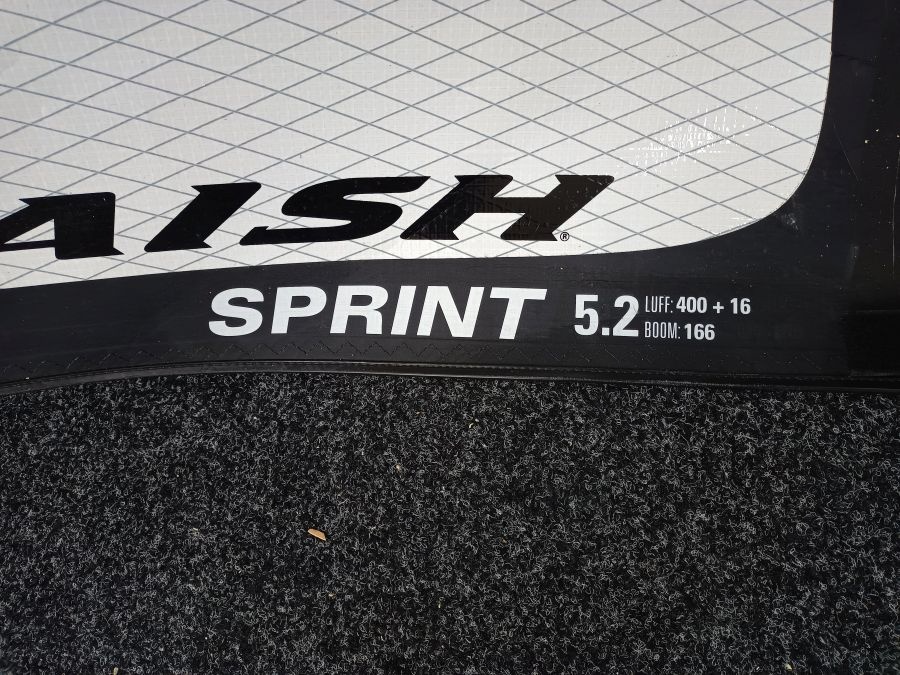 AISH®
SPRINT 5.2 LUFF: 400 + 16
BOOM: 166